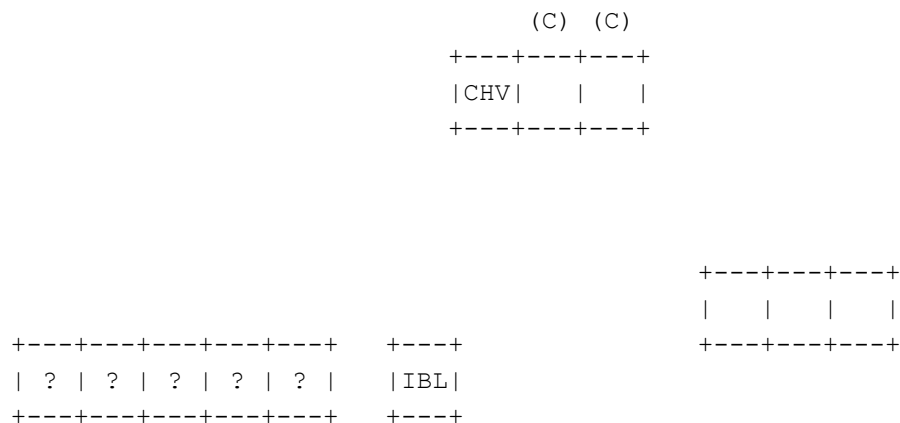 (C) (C)
+---+---+---+
|CHV|   |   |
+---+---+---+
+---+---+---+
|   |   |   |
+---+---+---+---+---+   +---+   +---+---+---+
| ? | ? | ? | ? | ? |   |IBL|
+---+---+---+---+---+   +---+